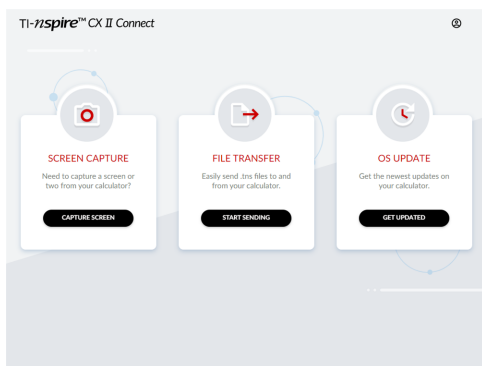 TI-nspire™ CX II Connect
SCREEN CAPTURE
Need to capture a screen or
two from your calculator?
CAPTURE SCREEN
FILE TRANSFER
Easily send .tns files to and
from your calculator.
START SENDING
OS UPDATE
Get the newest updates on
your calculator.
GET UPDATED